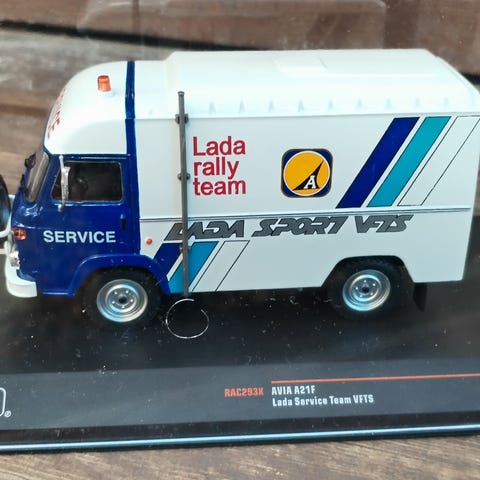 Lada
rally
team
A
LADA SPORT VFTS
SERVICE
RAC293X AVIA A21F
Lada Service Team VFTS
®